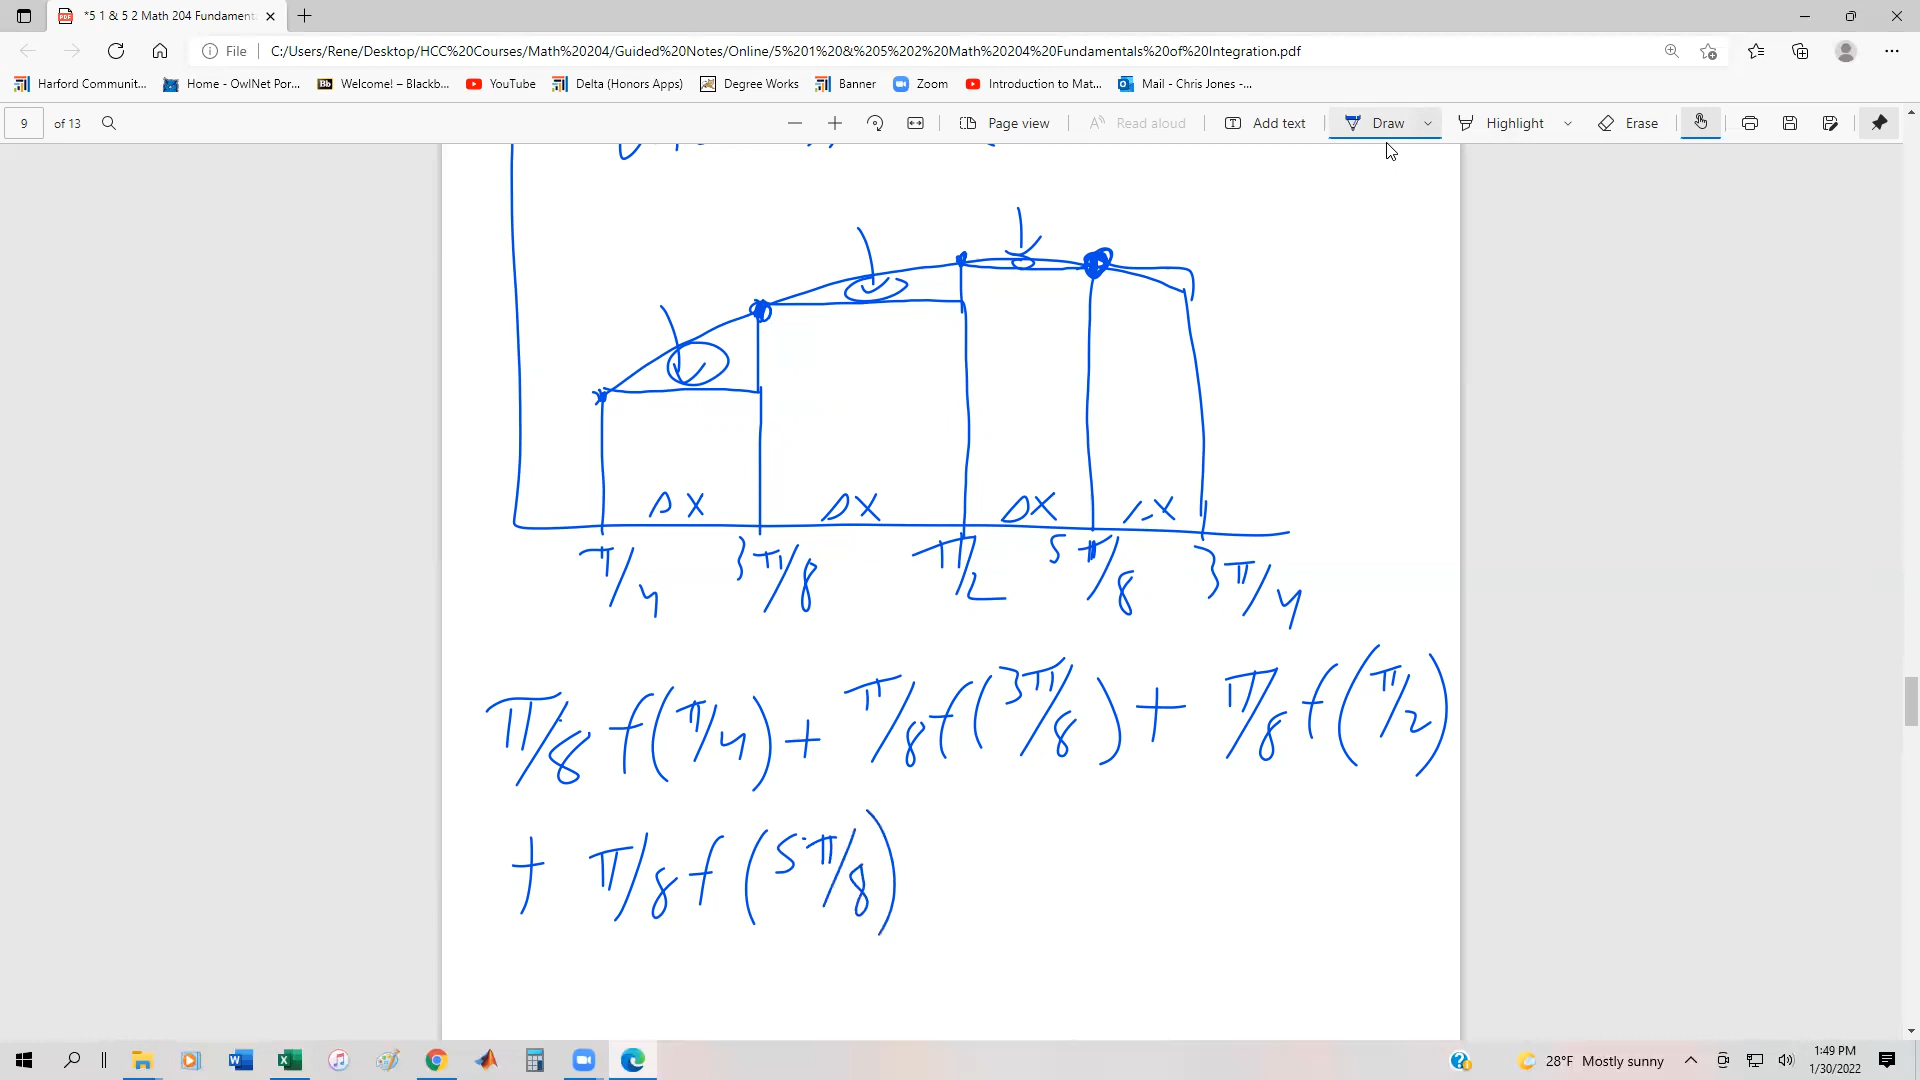 *5 1 & 5 2 Math 204 Fundament
File C:/Users/Rene/Desktop/HCC%20Courses/Math%20204/Guided%20Notes/Online/5%201%20&%205%202%20Math%20204%20Fundamentals%20of%20Integration.pdf
Harford Communit... Home - OwlNet Por... Bb Welcome! – Blackb... YouTube Delta (Honors Apps) Degree Works Banner Zoom Introduction to Mat... Mail - Chris Jones -...
9 of 13 Page view Read aloud Add text Draw Highlight Erase
ΔX ΔX ΔX ΔX
π/4 3π/8 π/2 5π/8 3π/4
π/8 f(π/4) + π/8 f(3π/8) + π/8 f(π/2)
+ π/8 f(5π/8)
28°F Mostly sunny 1:49 PM
1/30/2022